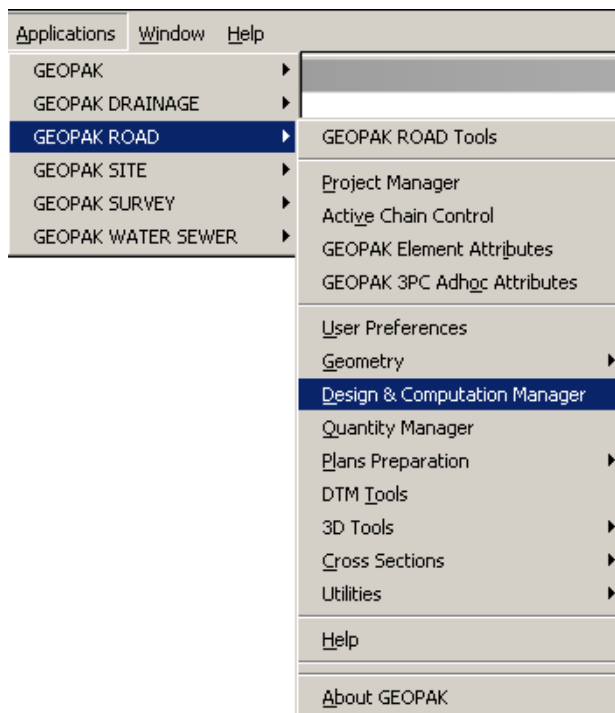 Applications Window Help
GEOPAK
GEOPAK DRAINAGE
GEOPAK ROAD
GEOPAK SITE
GEOPAK SURVEY
GEOPAK WATER SEWER
GEOPAK ROAD Tools
Project Manager
Active Chain Control
GEOPAK Element Attributes
GEOPAK 3PC Adhoc Attributes
User Preferences
Geometry
Design & Computation Manager
Quantity Manager
Plans Preparation
DTM Tools
3D Tools
Cross Sections
Utilities
Help
About GEOPAK